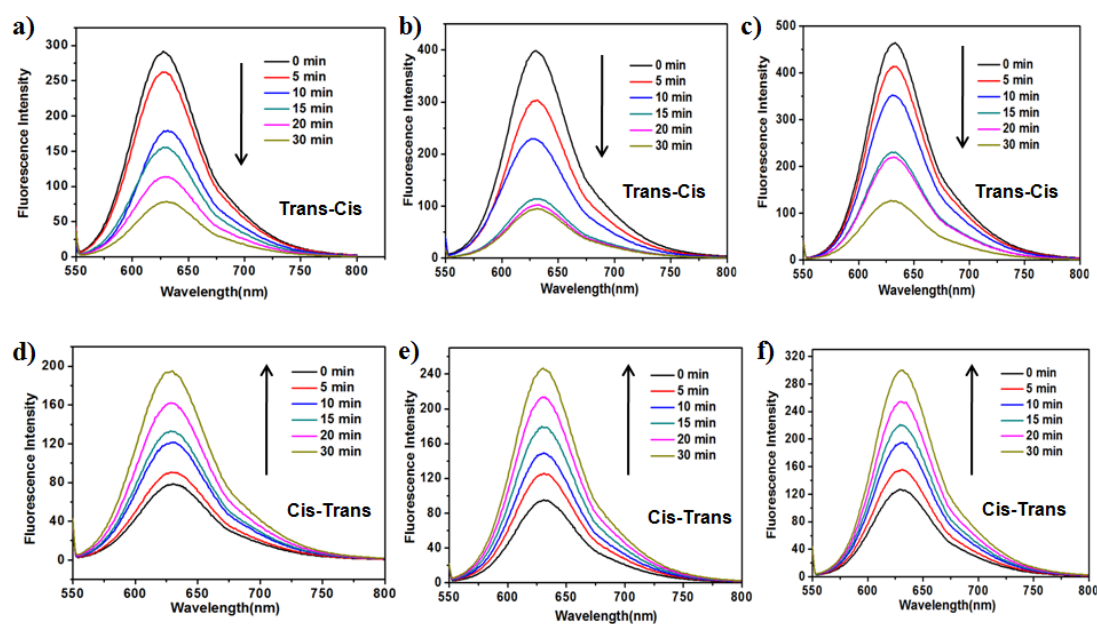 a)
300
250
200
150
100
50
0
550 600 650 700 750 800
Fluorescence Intensity
Wavelength(nm)
0 min
5 min
10 min
15 min
20 min
30 min
Trans-Cis
b)
400
300
200
100
0
550 600 650 700 750 800
Fluorescence Intensity
Wavelength(nm)
0 min
5 min
10 min
15 min
20 min
30 min
Trans-Cis
c)
500
400
300
200
100
0
550 600 650 700 750 800
Fluorescence Intensity
Wavelength(nm)
0 min
5 min
10 min
15 min
20 min
30 min
Trans-Cis
d)
200
160
120
80
40
0
550 600 650 700 750 800
Fluorescence Intensity
Wavelength(nm)
0 min
5 min
10 min
15 min
20 min
30 min
Cis-Trans
e)
240
200
160
120
80
40
0
550 600 650 700 750 800
Fluorescence Intensity
Wavelength(nm)
0 min
5 min
10 min
15 min
20 min
30 min
Cis-Trans
f)
320
280
240
200
160
120
80
40
0
550 600 650 700 750 800
Fluorescence Intensity
Wavelength(nm)
0 min
5 min
10 min
15 min
20 min
30 min
Cis-Trans